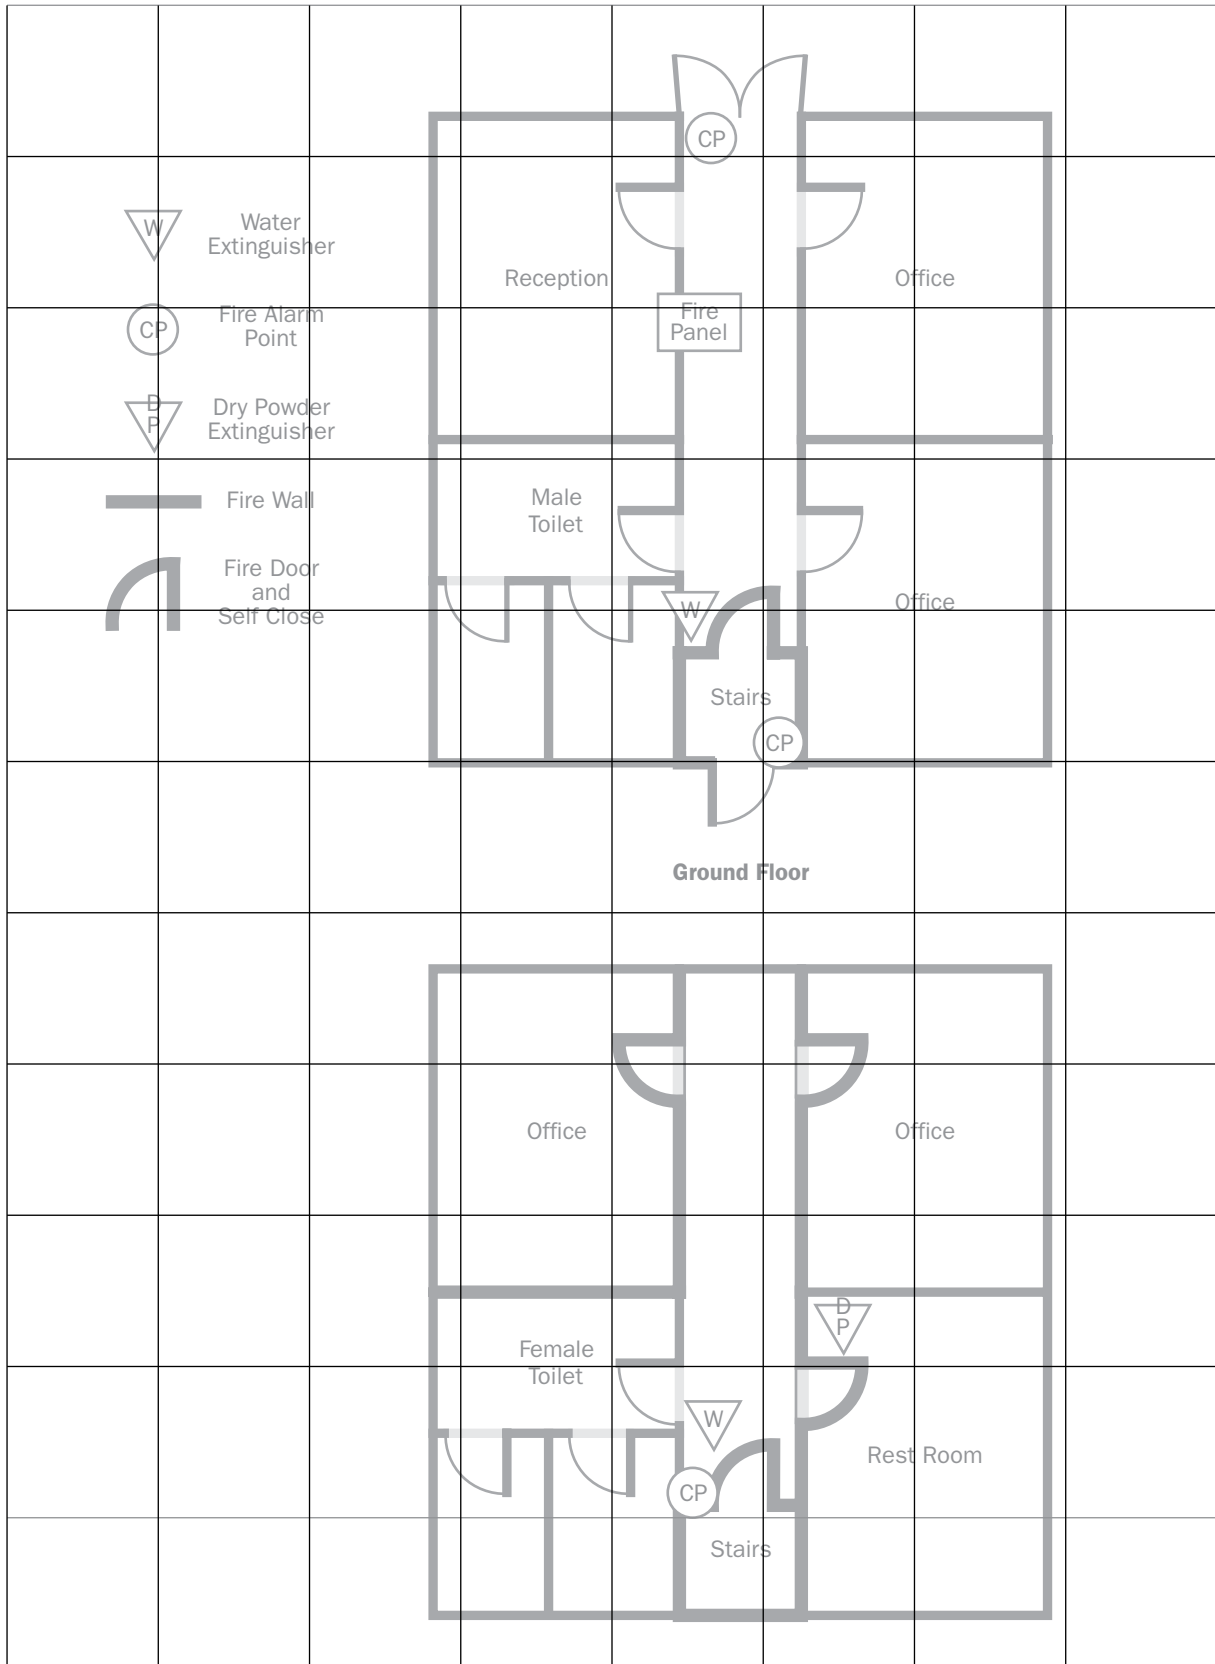 CP
W
Water
Extinguisher
Reception
Office
CP
Fire Alarm
Point
Fire
Panel
D
P
Dry Powder
Extinguisher
Fire Wall
Male
Toilet
Fire Door
and
Self Close
W
Office
Stairs
CP
Ground Floor
Office
Office
D
P
Female
Toilet
W
Rest Room
CP
Stairs